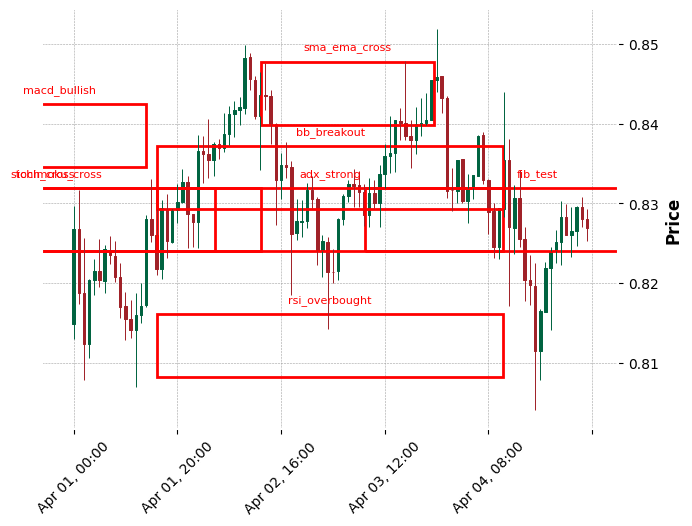 sma_ema_cross
macd_bullish
bb_breakout
adx_strong
fib_test
rsi_overbought
0.85
0.84
0.83
0.82
0.81
Price
Apr 01, 00:00
Apr 01, 20:00
Apr 02, 16:00
Apr 03, 12:00
Apr 04, 08:00